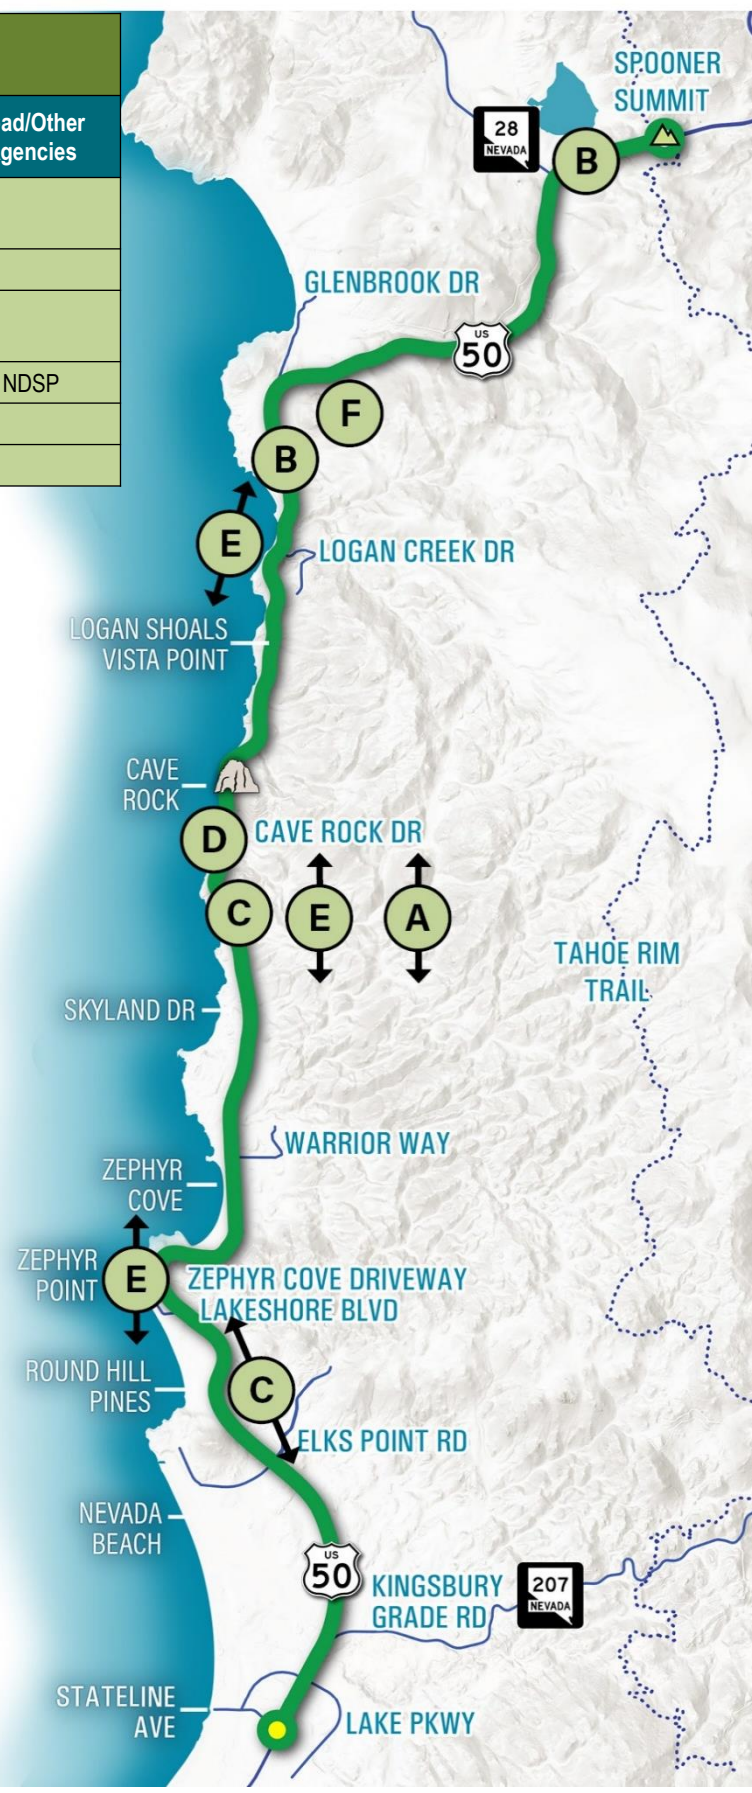 ad/Other
gencies
NDSP
SPOONER
SUMMIT
28
NEVADA
B
GLENBROOK DR
US
50
F
B
E
LOGAN CREEK DR
LOGAN SHOALS
VISTA POINT
CAVE
ROCK
D
CAVE ROCK DR
C
E
A
TAHOE RIM
TRAIL
SKYLAND DR
WARRIOR WAY
ZEPHYR
COVE
ZEPHYR
POINT
E
ZEPHYR COVE DRIVEWAY
LAKESHORE BLVD
ROUND HILL
PINES
C
ELKS POINT RD
NEVADA
BEACH
US
50
KINGSBURY
GRADE RD
207
NEVADA
STATELINE
AVE
LAKE PKWY